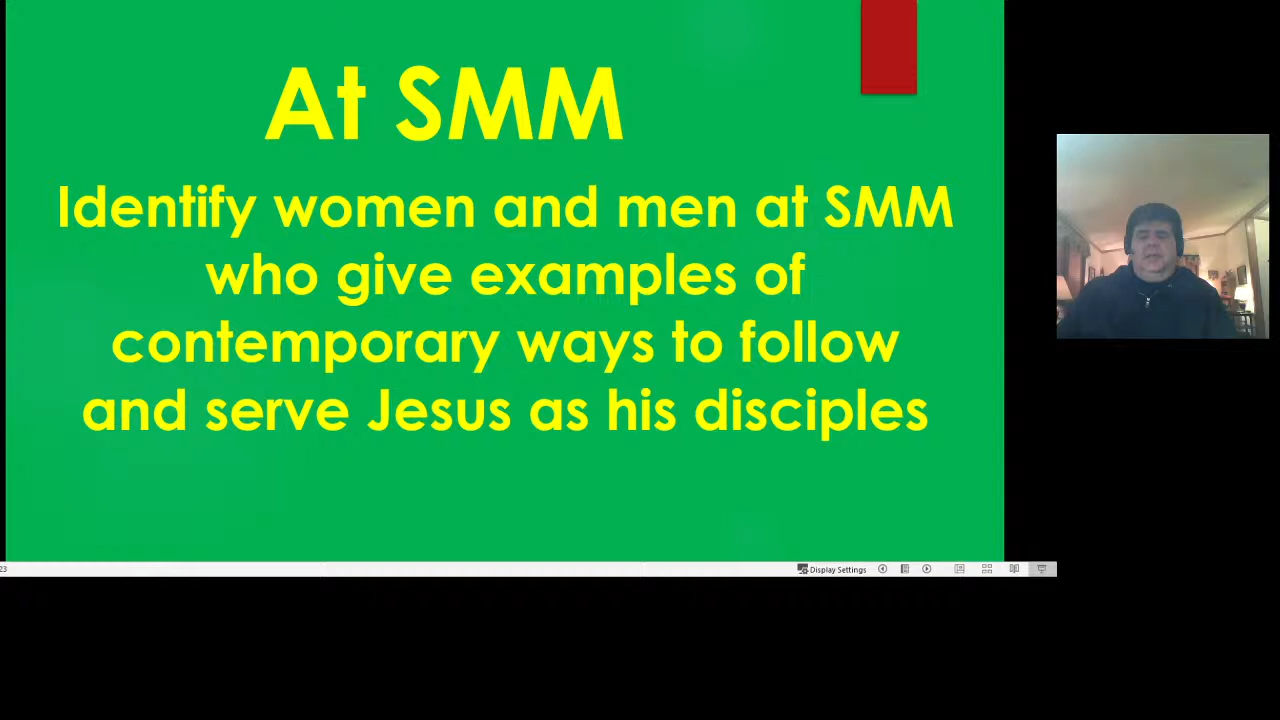 At SMM
Identify women and men at SMM
who give examples of
contemporary ways to follow
and serve Jesus as his disciples
23
Display Settings